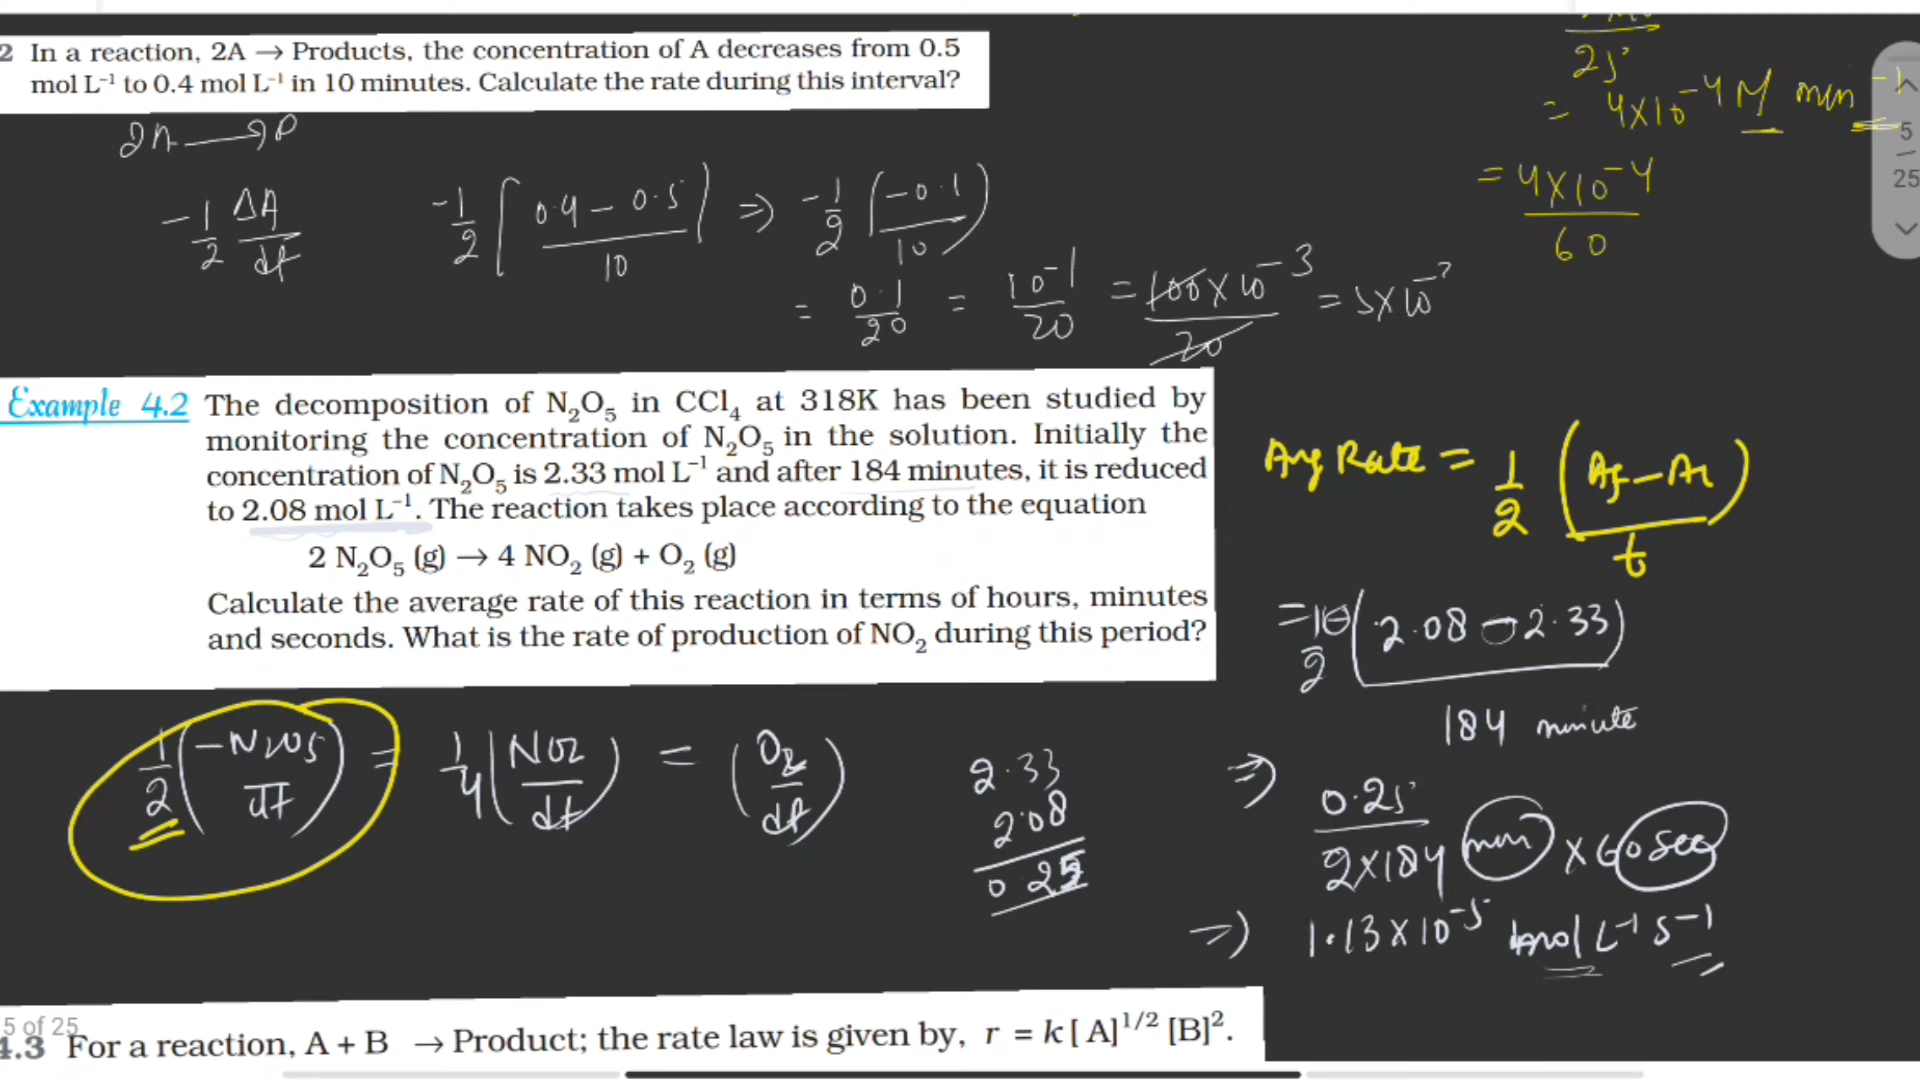 2 In a reaction, 2A → Products, the concentration of A decreases from 0.5
mol L⁻¹ to 0.4 mol L⁻¹ in 10 minutes. Calculate the rate during this interval?
2A → P
-1/2 ΔA/dt
-1/2 [0.4 - 0.5 / 10] ⇒ -1/2 (-0.1 / 10)
= 0.1/20 = 10⁻¹/20 = 100×10⁻³/20 = 5×10⁻³
25
= 4×10⁻⁴ M min⁻¹
= 4×10⁻⁴/60
5
25
Example 4.2 The decomposition of N₂O₅ in CCl₄ at 318K has been studied by
monitoring the concentration of N₂O₅ in the solution. Initially the
concentration of N₂O₅ is 2.33 mol L⁻¹ and after 184 minutes, it is reduced
to 2.08 mol L⁻¹. The reaction takes place according to the equation
2 N₂O₅ (g) → 4 NO₂ (g) + O₂ (g)
Calculate the average rate of this reaction in terms of hours, minutes
and seconds. What is the rate of production of NO₂ during this period?
1/2 (-N2O5/dt) = 1/4 (NO2/dt) = (O2/dt)
2.33
2.08
0.25
Avg Rate = 1/2 (Af - Ai)/t
2 (2.08 - 2.33)
184 minute
⇒ 0.25 / 2×184 min × 60 sec
⇒ 1.13×10⁻⁵ mol L⁻¹ S⁻¹
5 of 25
4.3 For a reaction, A + B → Product; the rate law is given by, r = k [ A]¹/² [B]².